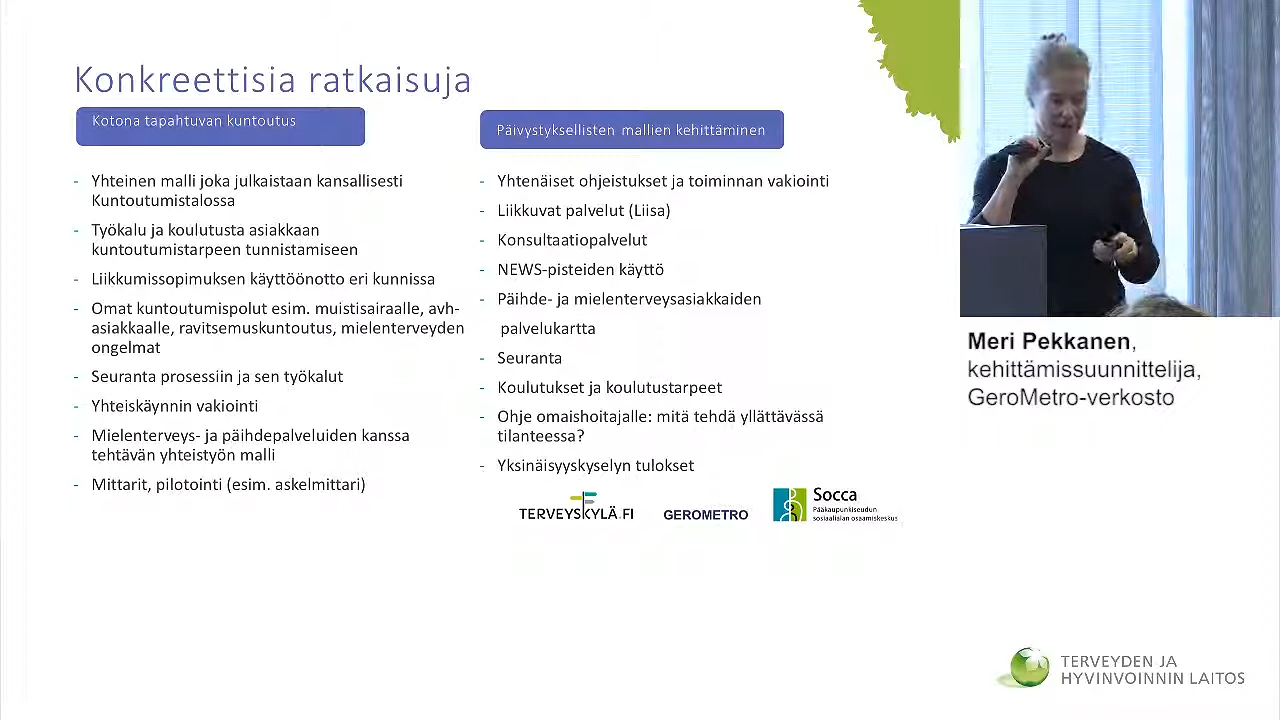 Konkreettisia ratkaisuja
Kotona tapahtuvan kuntoutus
- Yhteinen malli joka julkaistaan kansallisesti
Kuntoutumistalossa
- Työkalu ja koulutusta asiakkaan
kuntoutumistarpeen tunnistamiseen
- Liikkumissopimuksen käyttöönotto eri kunnissa
- Omat kuntoutumispolut esim. muistisairaalle, avh-
asiakkaalle, ravitsemuskuntoutus, mielenterveyden
ongelmat
- Seuranta prosessiin ja sen työkalut
- Yhteiskäynnin vakiointi
- Mielenterveys- ja päihdepalveluiden kanssa
tehtävän yhteistyön malli
- Mittarit, pilotointi (esim. askelmittari)
Päivystyksellisten mallien kehittäminen
- Yhtenäiset ohjeistukset ja toiminnan vakiointi
- Liikkuvat palvelut (Liisa)
- Konsultaatiopalvelut
- NEWS-pisteiden käyttö
- Päihde- ja mielenterveysasiakkaiden
palvelukartta
- Seuranta
- Koulutukset ja koulutustarpeet
- Ohje omaishoitajalle: mitä tehdä yllättävässä
tilanteessa?
- Yksinäisyyskyselyn tulokset
TERVEYSKYLÄ.FI
GEROMETRO
Socca
Pääkaupunkiseudun
sosiaalialan osaamiskeskus
Meri Pekkanen,
kehittämissuunnittelija,
GeroMetro-verkosto
TERVEYDEN JA
HYVINVOINNIN LAITOS